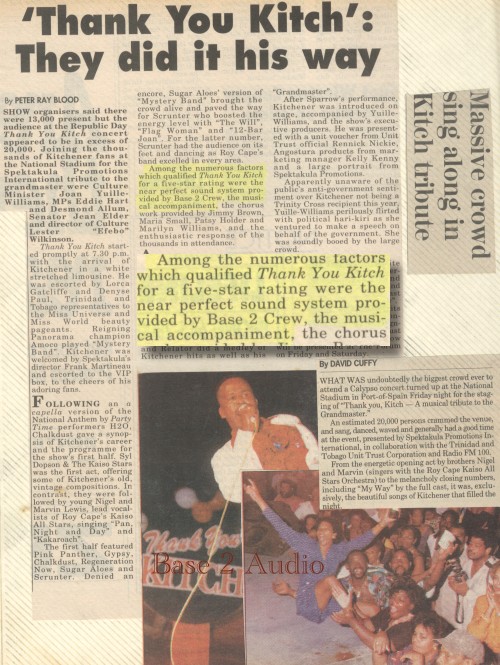 'Thank You Kitch':
They did it his way
By PETER RAY BLOOD
SHOW organisers said there
were 13,000 present but the
audience at the Republic Day
Thank You Kitch concert
appeared to be in excess of
20,000. Joining the thou-
sands of Kitchener fans at
the National Stadium for the
Spektakula Promotions
International tribute to the
grandmaster were Culture
Minister Joan Yuille-
Williams, MPs Eddie Hart
and Desmond Allum,
Senator Jean Elder
and director of Culture
Lester "Efebo"
Wilkinson.
Thank You Kitch start-
ed promptly at 7.30 p.m.
with the arrival of
Kitchener in a white
stretched limousine. He
was escorted by Lorca
Gatcliffe and Denyse
Paul, Trinidad and
Tobago representatives to
the Miss Universe and
Miss World beauty
pageants. Reigning
Panorama champion
Amoco played "Mystery
Band". Kitchener was
welcomed by Spektakula's
director Frank Martineau
and escorted to the VIP
box, to the cheers of his
adoring fans.
FOLLOWING an a
capella version of the
National Anthem by Party
Time performers H2O,
Chalkdust gave a synop-
sis of Kitchener's career
and the programme for
the show's first half. Syl
Dopson & The Kaiso Stars
was the first act, offering
some of Kitchener's old,
vintage compositions. In
contrast, they were fol-
lowed by young Nigel and
Marvin Lewis, lead vocal-
ists of Roy Cape's Kaiso
All Stars, singing "Pan,
Night and Day" and
"Kakaroach".
The first half featured
Pink Panther, Gypsy,
Chalkdust, Regeneration
Now, Sugar Aloes and
Scrunter. Denied an
encore, Sugar Aloes' version of
"Mystery Band" brought the
crowd alive and paved the way
for Scrunter who boosted the
energy level with "The Will",
"Flag Woman" and "12-Bar
Joan". For the latter number,
Scrunter had the audience on its
feet and dancing as Roy Cape's
band excelled in every area.
Among the numerous factors
which qualified Thank You Kitch
for a five-star rating were the
near perfect sound system pro-
vided by Base 2 Crew, the musi-
cal accompaniment, the chorus
work provided by Jimmy Brown,
Maria Small, Patsy Holder and
Marilyn Williams, and the
enthusiastic response of the
thousands in attendance.
"Grandmaster".
After Sparrow's performance,
Kitchener was introduced on
stage, accompanied by Yuille-
Williams, and the show's execu-
tive producers. He was present-
ed with a unit voucher from Unit
Trust official Rennick Nickie,
Angostura products from mar-
keting manager Kelly Kenny
and a large portrait from
Spektakula Promotions.
Apparently unaware of the
mass's anti-government senti-
ment over Kitchener not being a
Trinity Cross recipient this year,
Yuille-Williams perilously flirted
with political hari-kiri as she
ventured to make a speech on
behalf of the government. She
was soundly booed by the large
crowd.
Among the numerous factors
which qualified Thank You Kitch
for a five-star rating were the
near perfect sound system pro-
vided by Base 2 Crew, the musi-
cal accompaniment, the chorus
Kitchener hits as well as his
on Friday and Saturday
Massive crowd
sing along in
Kitch tribute
By DAVID CUFFY
WHAT WAS undoubtedly the biggest crowd ever to
attend a Calypso concert turned up at the National
Stadium in Port-of-Spain Friday night for the stag-
ing of "Thank you, Kitch — A musical tribute to the
Grandmaster."
An estimated 20,000 persons crammed the venue,
and sang, danced, waved and generally had a good time
at the event, presented by Spektakula Promotions In-
ternational, in collaboration with the Trinidad and
Tobago Unit Trust Corporation and Radio FM 100.
From the energetic opening act by brothers Nigel
and Marvin (singers with the Roy Cape Kaiso All
Stars Orchestra) to the melancholy closing numbers,
including "My Way" by the full cast, it was, exclu-
sively, the beautiful songs of Kitchener that filled the
night.
Thank You
KITCH
Base 2 Audio